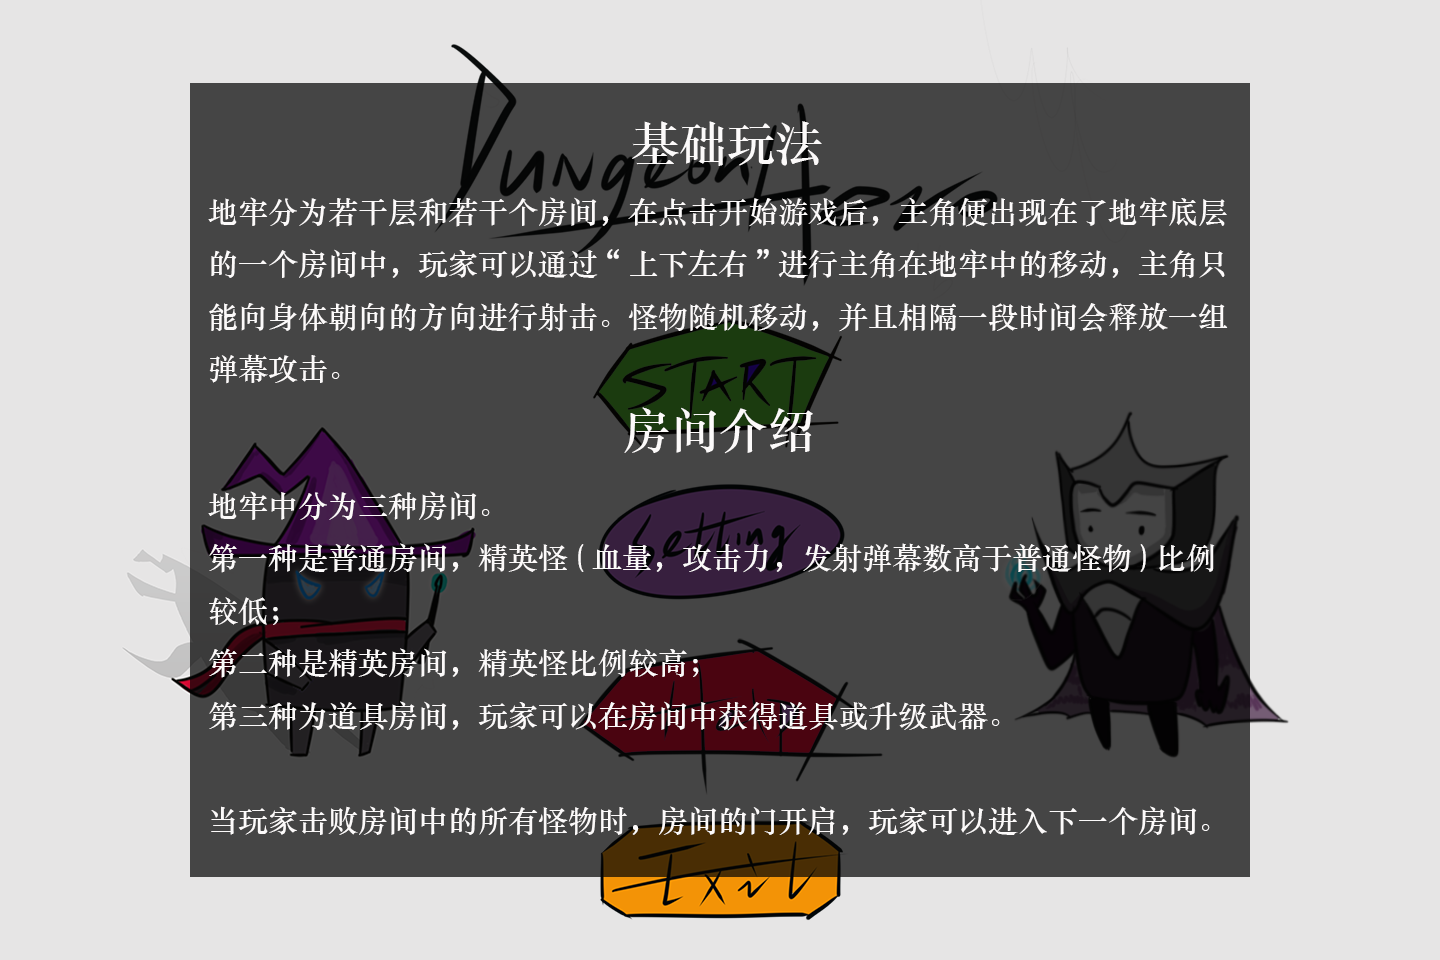 Dungeon Hero
基础玩法
地牢分为若干层和若干个房间，在点击开始游戏后，主角便出现在了地牢底层
的一个房间中，玩家可以通过“上下左右”进行主角在地牢中的移动，主角只
能向身体朝向的方向进行射击。怪物随机移动，并且相隔一段时间会释放一组
弹幕攻击。
START
房间介绍
地牢中分为三种房间。
Setting
第一种是普通房间，精英怪(血量，攻击力，发射弹幕数高于普通怪物)比例
较低；
第二种是精英房间，精英怪比例较高；
第三种为道具房间，玩家可以在房间中获得道具或升级武器。
当玩家击败房间中的所有怪物时，房间的门开启，玩家可以进入下一个房间。
Exit